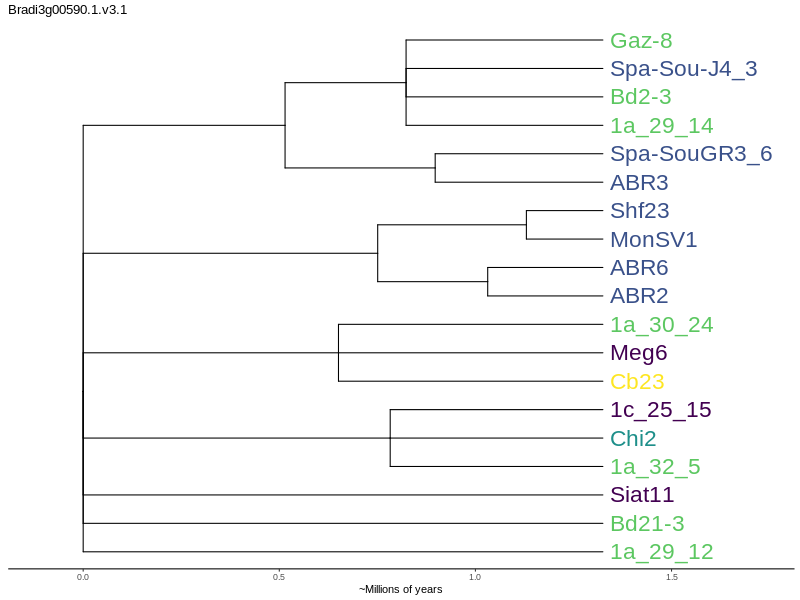 Bradi3g00590.1.v3.1
Gaz-8
Spa-Sou-J4_3
Bd2-3
1a_29_14
Spa-SouGR3_6
ABR3
Shf23
MonSV1
ABR6
ABR2
1a_30_24
Meg6
Cb23
1c_25_15
Chi2
1a_32_5
Siat11
Bd21-3
1a_29_12
0.0 0.5 1.0 1.5
~Millions of years